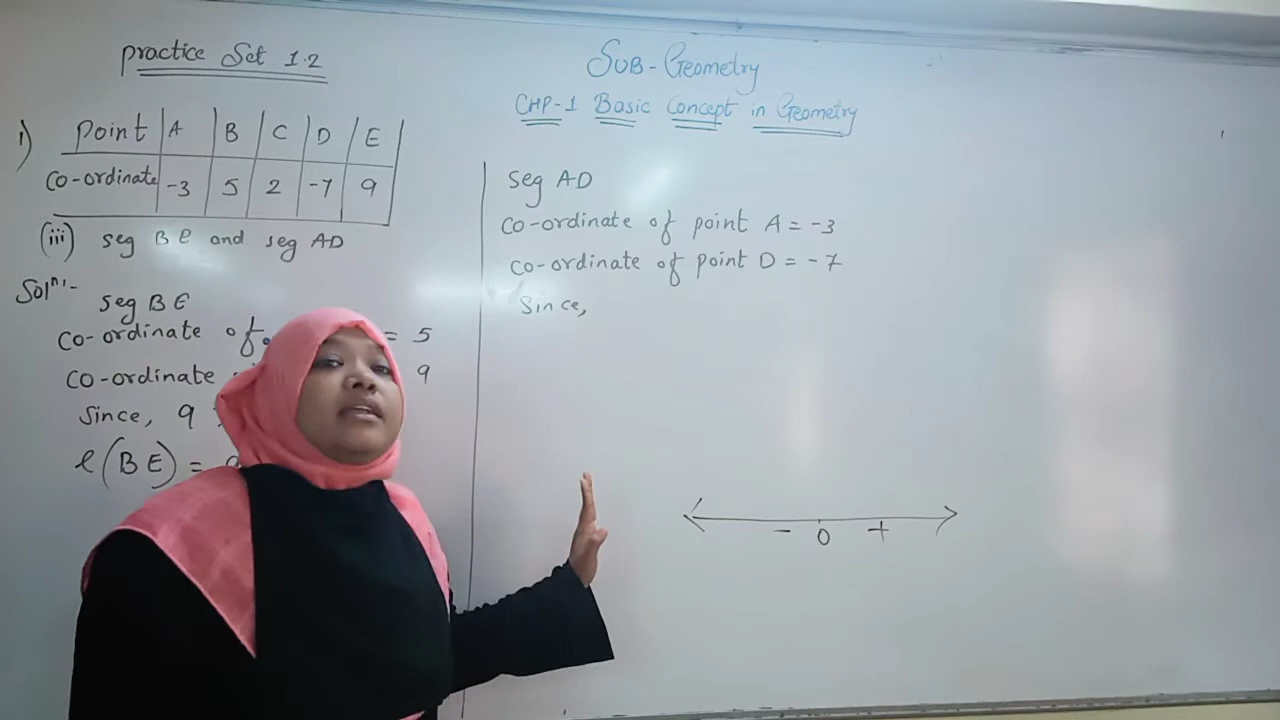 Practice Set 1.2
SUB-Geometry
CHP-1 Basic Concept in Geometry
i) Point A B C D E
Co-ordinate -3 5 2 -7 9
(iii) seg BE and seg AD
Solⁿ:- seg BE
Co-ordinate of = 5
Co-ordinate 9
Since, 9
l(BE) =
seg AD
Co-ordinate of point A = -3
Co-ordinate of point D = -7
Since,
- 0 +